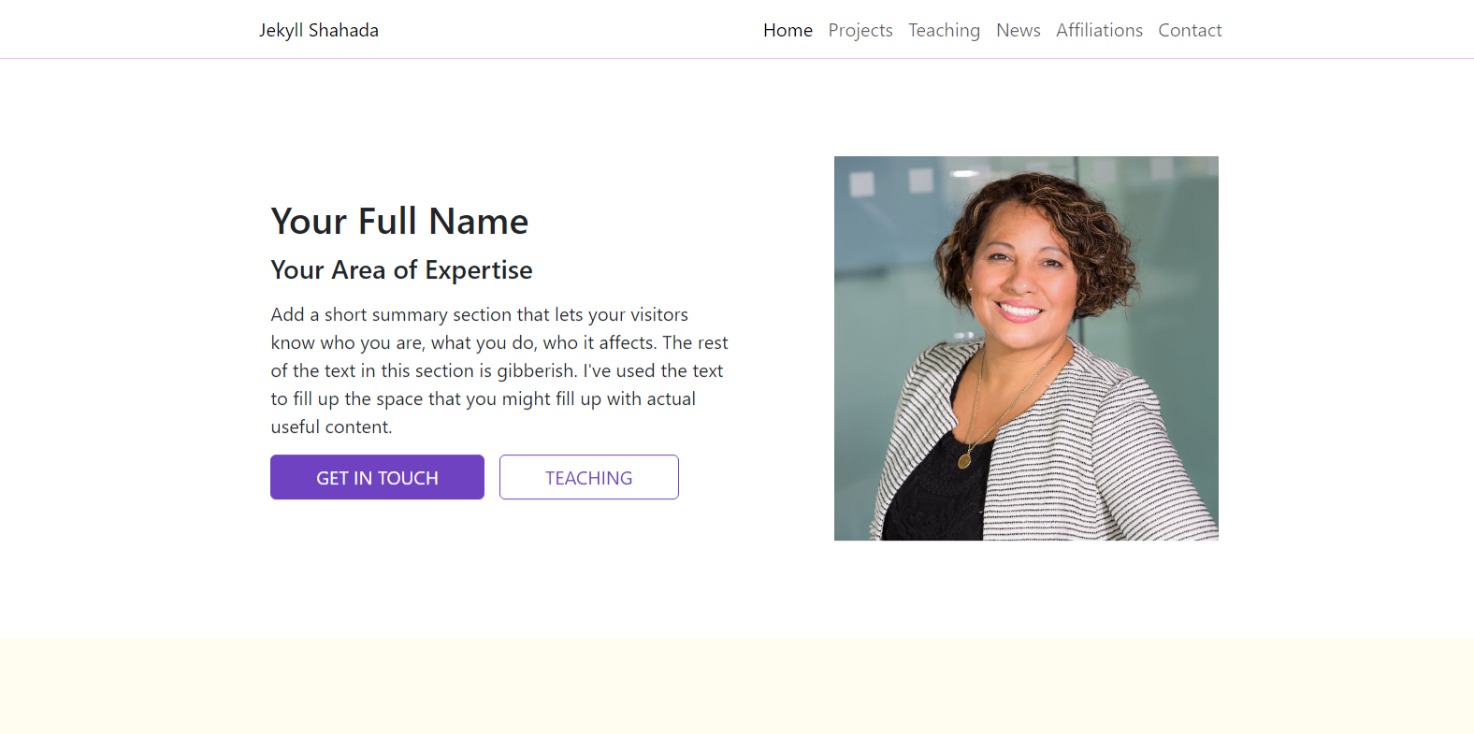 Jekyll Shahada
Home Projects Teaching News Affiliations Contact
Your Full Name
Your Area of Expertise
Add a short summary section that lets your visitors
know who you are, what you do, who it affects. The rest
of the text in this section is gibberish. I've used the text
to fill up the space that you might fill up with actual
useful content.
GET IN TOUCH
TEACHING